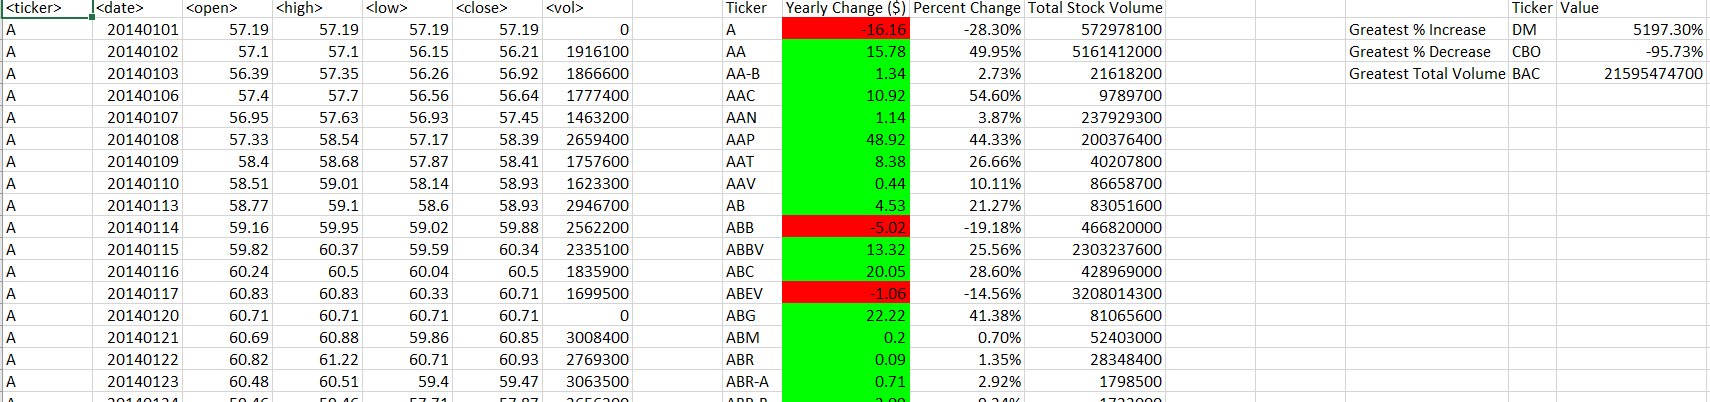 <ticker> <date> <open> <high> <low> <close> <vol> Ticker Yearly Change ($) Percent Change Total Stock Volume Ticker Value
A 20140101 57.19 57.19 57.19 57.19 0 A -16.16 -28.30% 572978100 Greatest % Increase DM 5197.30%
A 20140102 57.1 57.1 56.15 56.21 1916100 AA 15.78 49.95% 5161412000 Greatest % Decrease CBO -95.73%
A 20140103 56.39 57.35 56.26 56.92 1866600 AA-B 1.34 2.73% 21618200 Greatest Total Volume BAC 21595474700
A 20140106 57.4 57.7 56.56 56.64 1777400 AAC 10.92 54.60% 9789700
A 20140107 56.95 57.63 56.93 57.45 1463200 AAN 1.14 3.87% 237929300
A 20140108 57.33 58.54 57.17 58.39 2659400 AAP 48.92 44.33% 200376400
A 20140109 58.4 58.68 57.87 58.41 1757600 AAT 8.38 26.66% 40207800
A 20140110 58.51 59.01 58.14 58.93 1623300 AAV 0.44 10.11% 86658700
A 20140113 58.77 59.1 58.6 58.93 2946700 AB 4.53 21.27% 83051600
A 20140114 59.16 59.95 59.02 59.88 2562200 ABB -5.02 -19.18% 466820000
A 20140115 59.82 60.37 59.59 60.34 2335100 ABBV 13.32 25.56% 2303237600
A 20140116 60.24 60.5 60.04 60.5 1835900 ABC 20.05 28.60% 428969000
A 20140117 60.83 60.83 60.33 60.71 1699500 ABEV -1.06 -14.56% 3208014300
A 20140120 60.71 60.71 60.71 60.71 0 ABG 22.22 41.38% 81065600
A 20140121 60.69 60.88 59.86 60.85 3008400 ABM 0.2 0.70% 52403000
A 20140122 60.82 61.22 60.71 60.93 2769300 ABR 0.09 1.35% 28348400
A 20140123 60.48 60.51 59.4 59.47 3063500 ABR-A 0.71 2.92% 1798500